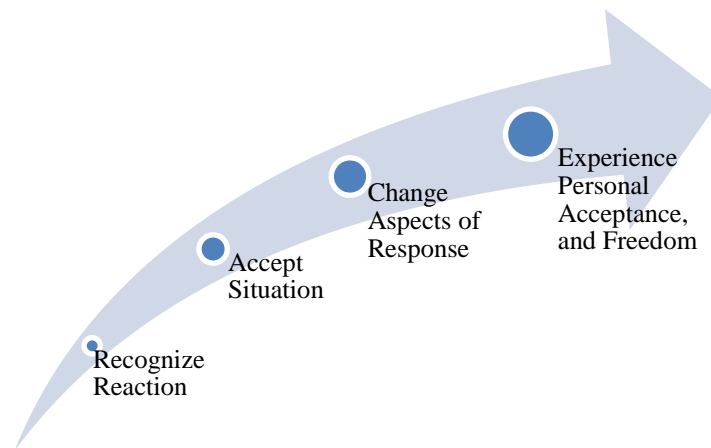 Recognize
Reaction
Accept
Situation
Change
Aspects of
Response
Experience
Personal
Acceptance,
and Freedom